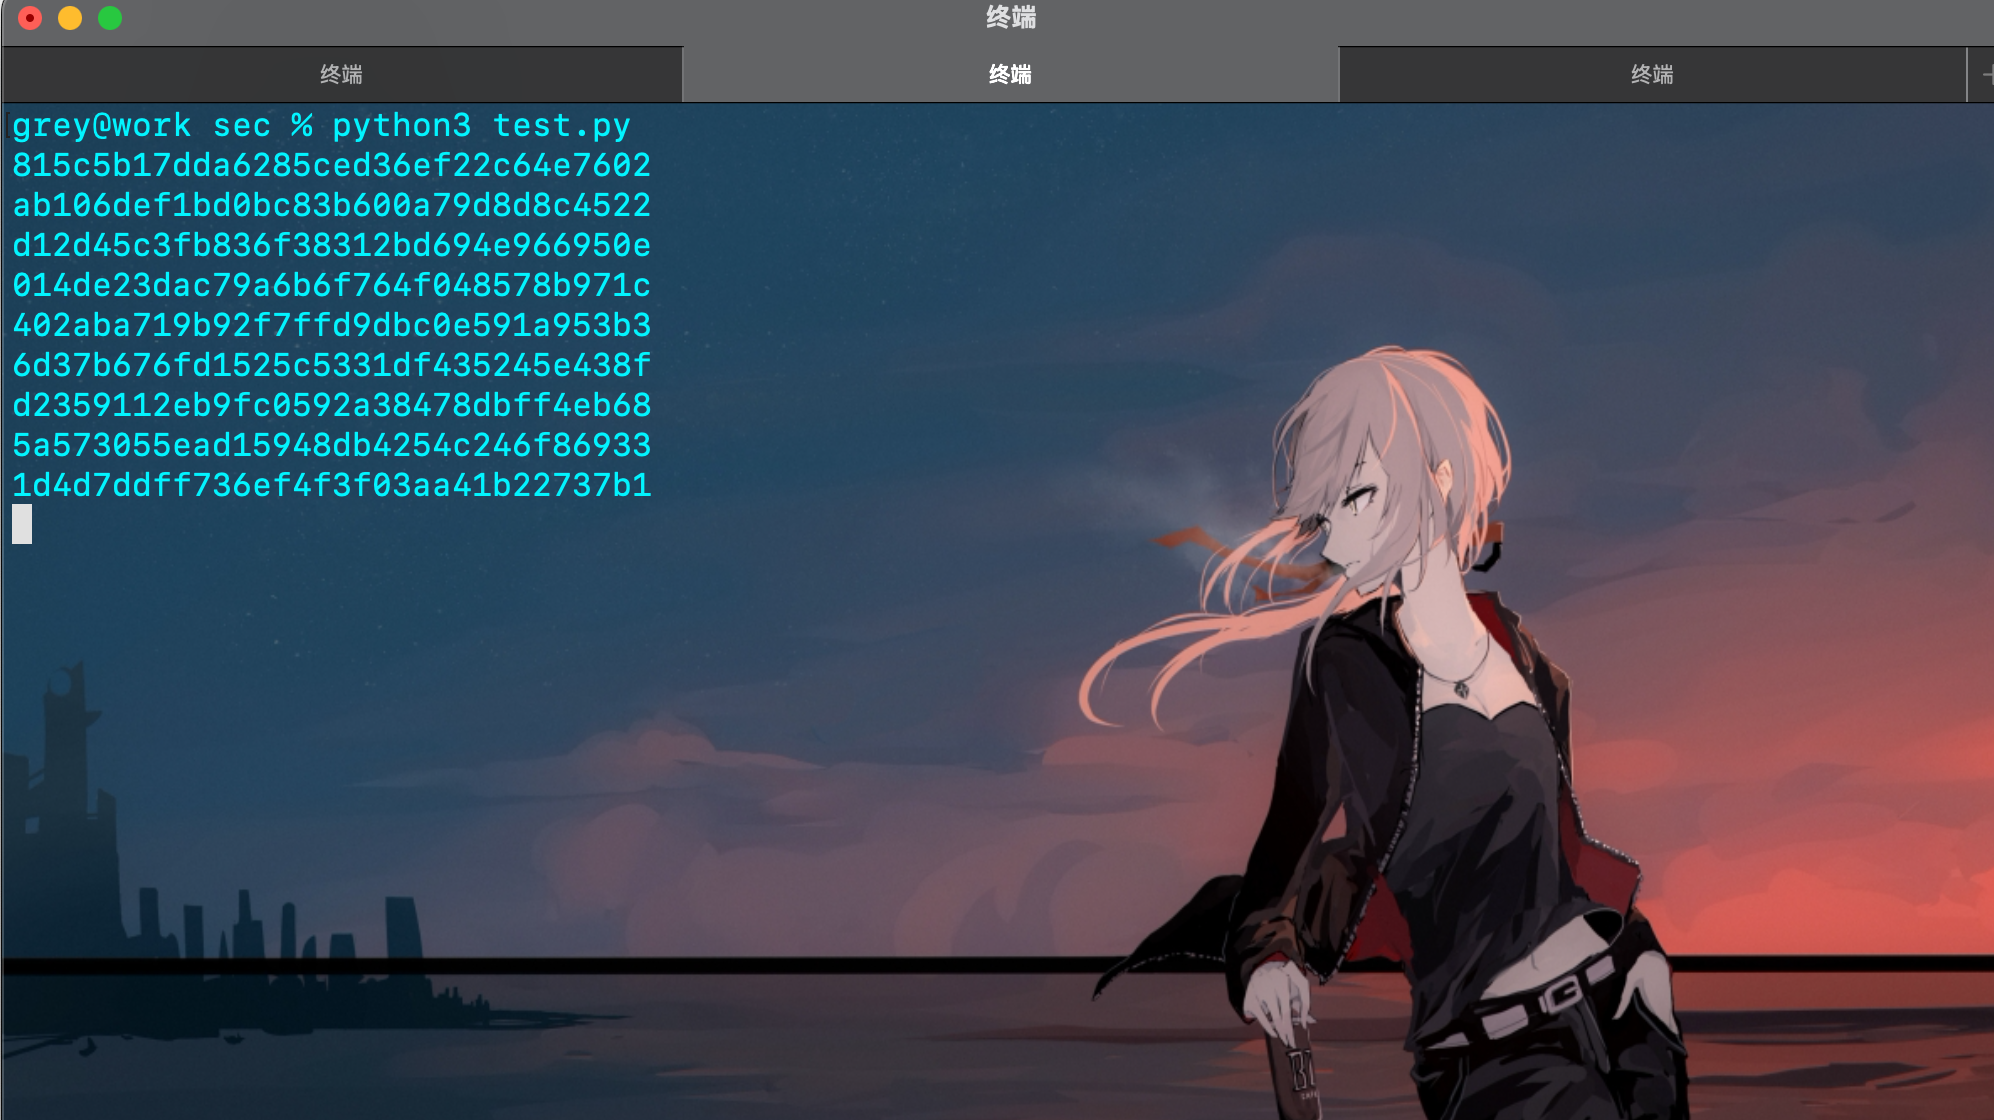 终端
终端 终端 终端
grey@work sec % python3 test.py
815c5b17dda6285ced36ef22c64e7602
ab106def1bd0bc83b600a79d8d8c4522
d12d45c3fb836f38312bd694e966950e
014de23dac79a6b6f764f048578b971c
402aba719b92f7ffd9dbc0e591a953b3
6d37b676fd1525c5331df435245e438f
d2359112eb9fc0592a38478dbff4eb68
5a573055ead15948db4254c246f86933
1d4d7ddff736ef4f3f03aa41b22737b1